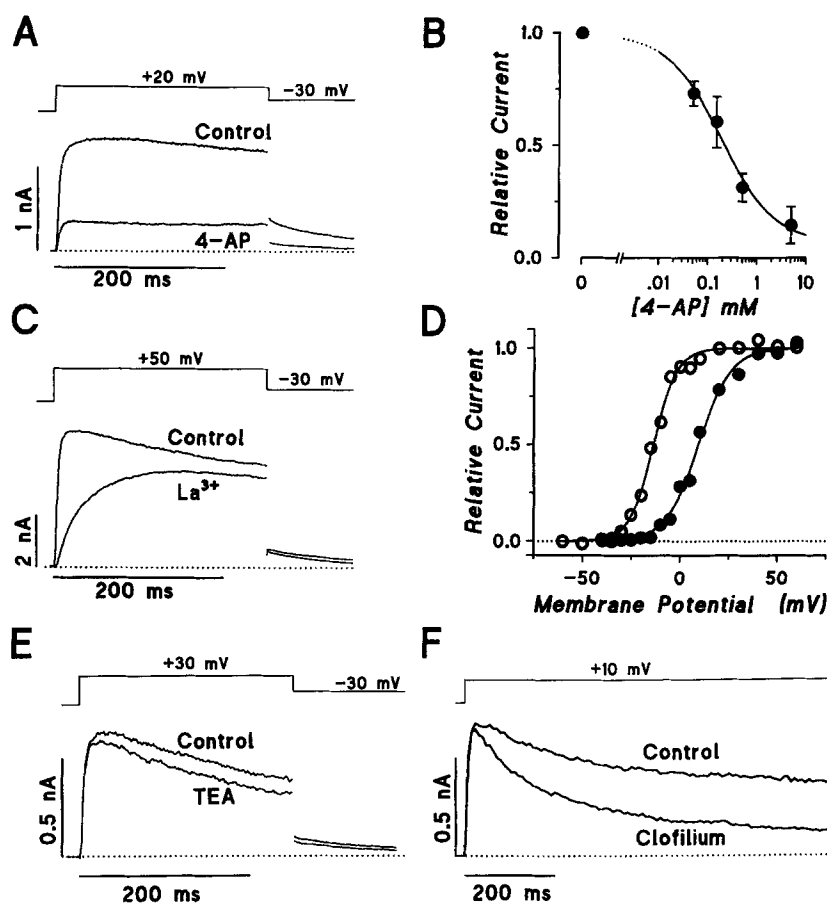 A
+20 mV
-30 mV
Control
1 nA
4-AP
200 ms
B
Relative Current
1.0
0.5
0.0
0
.01
0.1
1
10
[4-AP] mM
C
+50 mV
-30 mV
Control
La³⁺
2 nA
200 ms
D
Relative Current
1.0
0.5
0.0
-50
0
50
Membrane Potential (mV)
E
+30 mV
-30 mV
Control
TEA
0.5 nA
200 ms
F
+10 mV
Control
Clofilium
0.5 nA
200 ms